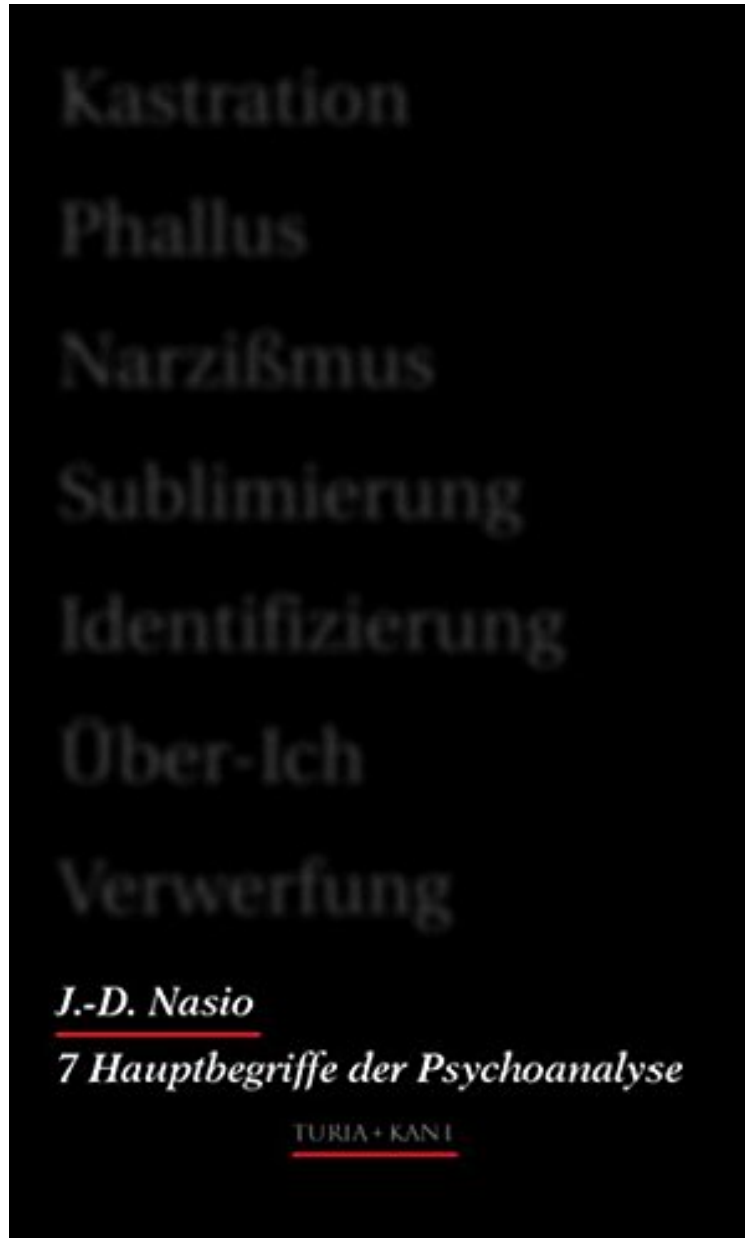 Kastration
Phallus
Narzißmus
Sublimierung
Identifizierung
Über-Ich
Verwerfung
J.-D. Nasio
7 Hauptbegriffe der Psychoanalyse
TURIA + KANT